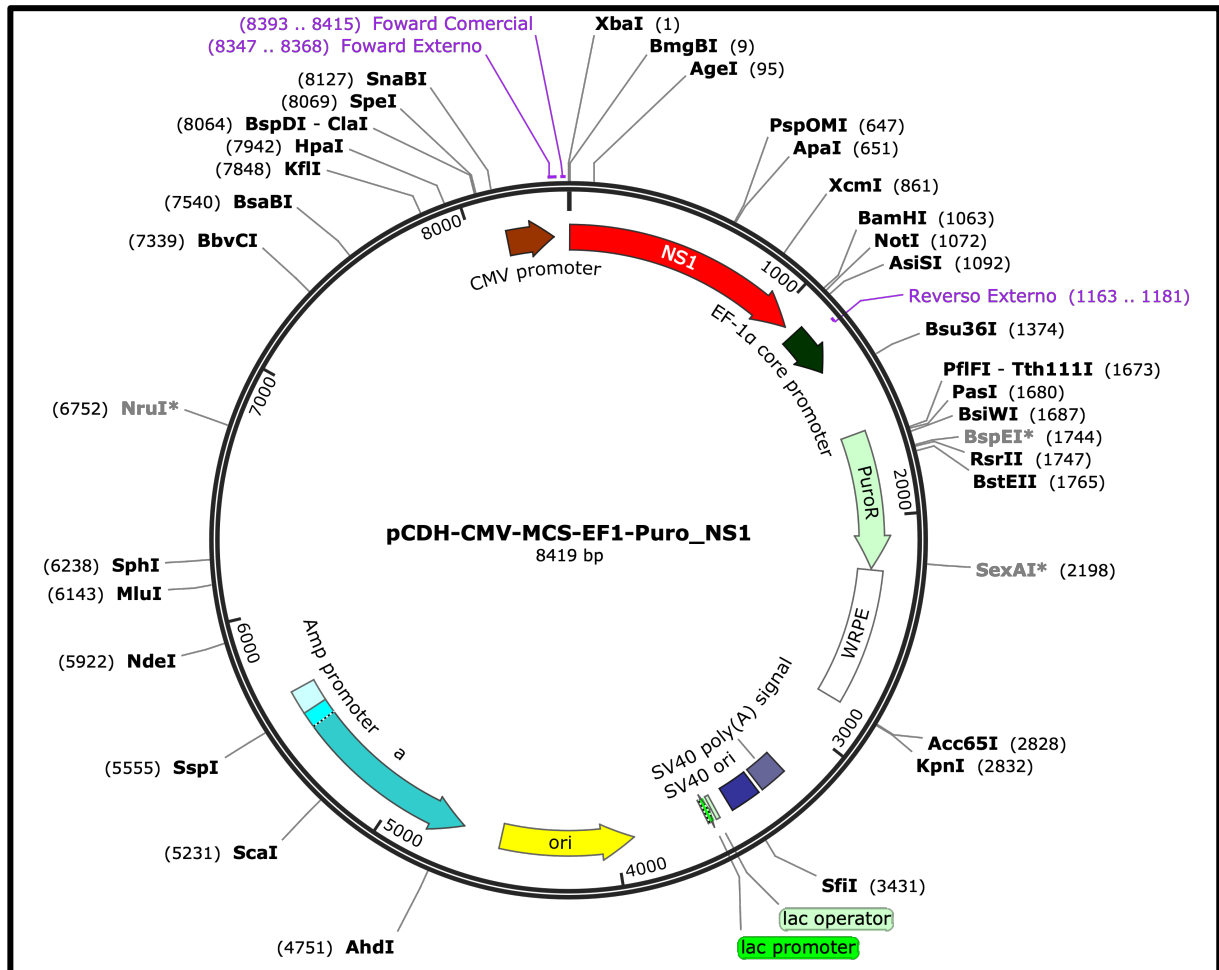 (8393 .. 8415) Foward Comercial
(8347 .. 8368) Foward Externo
XbaI (1)
BmgBI (9)
AgeI (95)
(8127) SnaBI
(8069) SpeI
(8064) BspDI - ClaI
(7942) HpaI
(7848) KflI
(7540) BsaBI
(7339) BbvCI
PspOMI (647)
ApaI (651)
XcmI (861)
BamHI (1063)
NotI (1072)
AsiSI (1092)
Reverso Externo (1163 .. 1181)
Bsu36I (1374)
PflFI - Tth111I (1673)
PasI (1680)
BsiWI (1687)
BspEI* (1744)
RsrII (1747)
BstEII (1765)
SexAI* (2198)
(6752) NruI*
(6238) SphI
(6143) MluI
(5922) NdeI
(5555) SspI
(5231) ScaI
(4751) AhdI
Acc65I (2828)
KpnI (2832)
SfiI (3431)
lac operator
lac promoter
8000
1000
2000
3000
4000
5000
6000
7000
CMV promoter
NS1
EF-1α core promoter
PuroR
WRPE
SV40 poly(A) signal
SV40 ori
ori
Amp promoter
a
pCDH-CMV-MCS-EF1-Puro_NS1
8419 bp